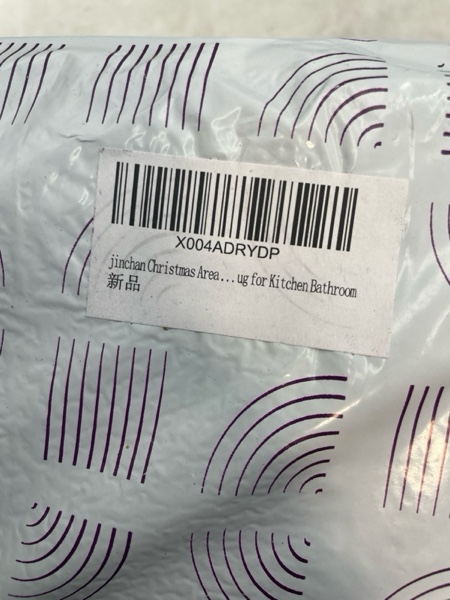 X004ADRYDP
jinchan Christmas Area...ug for Kitchen Bathroom
新品